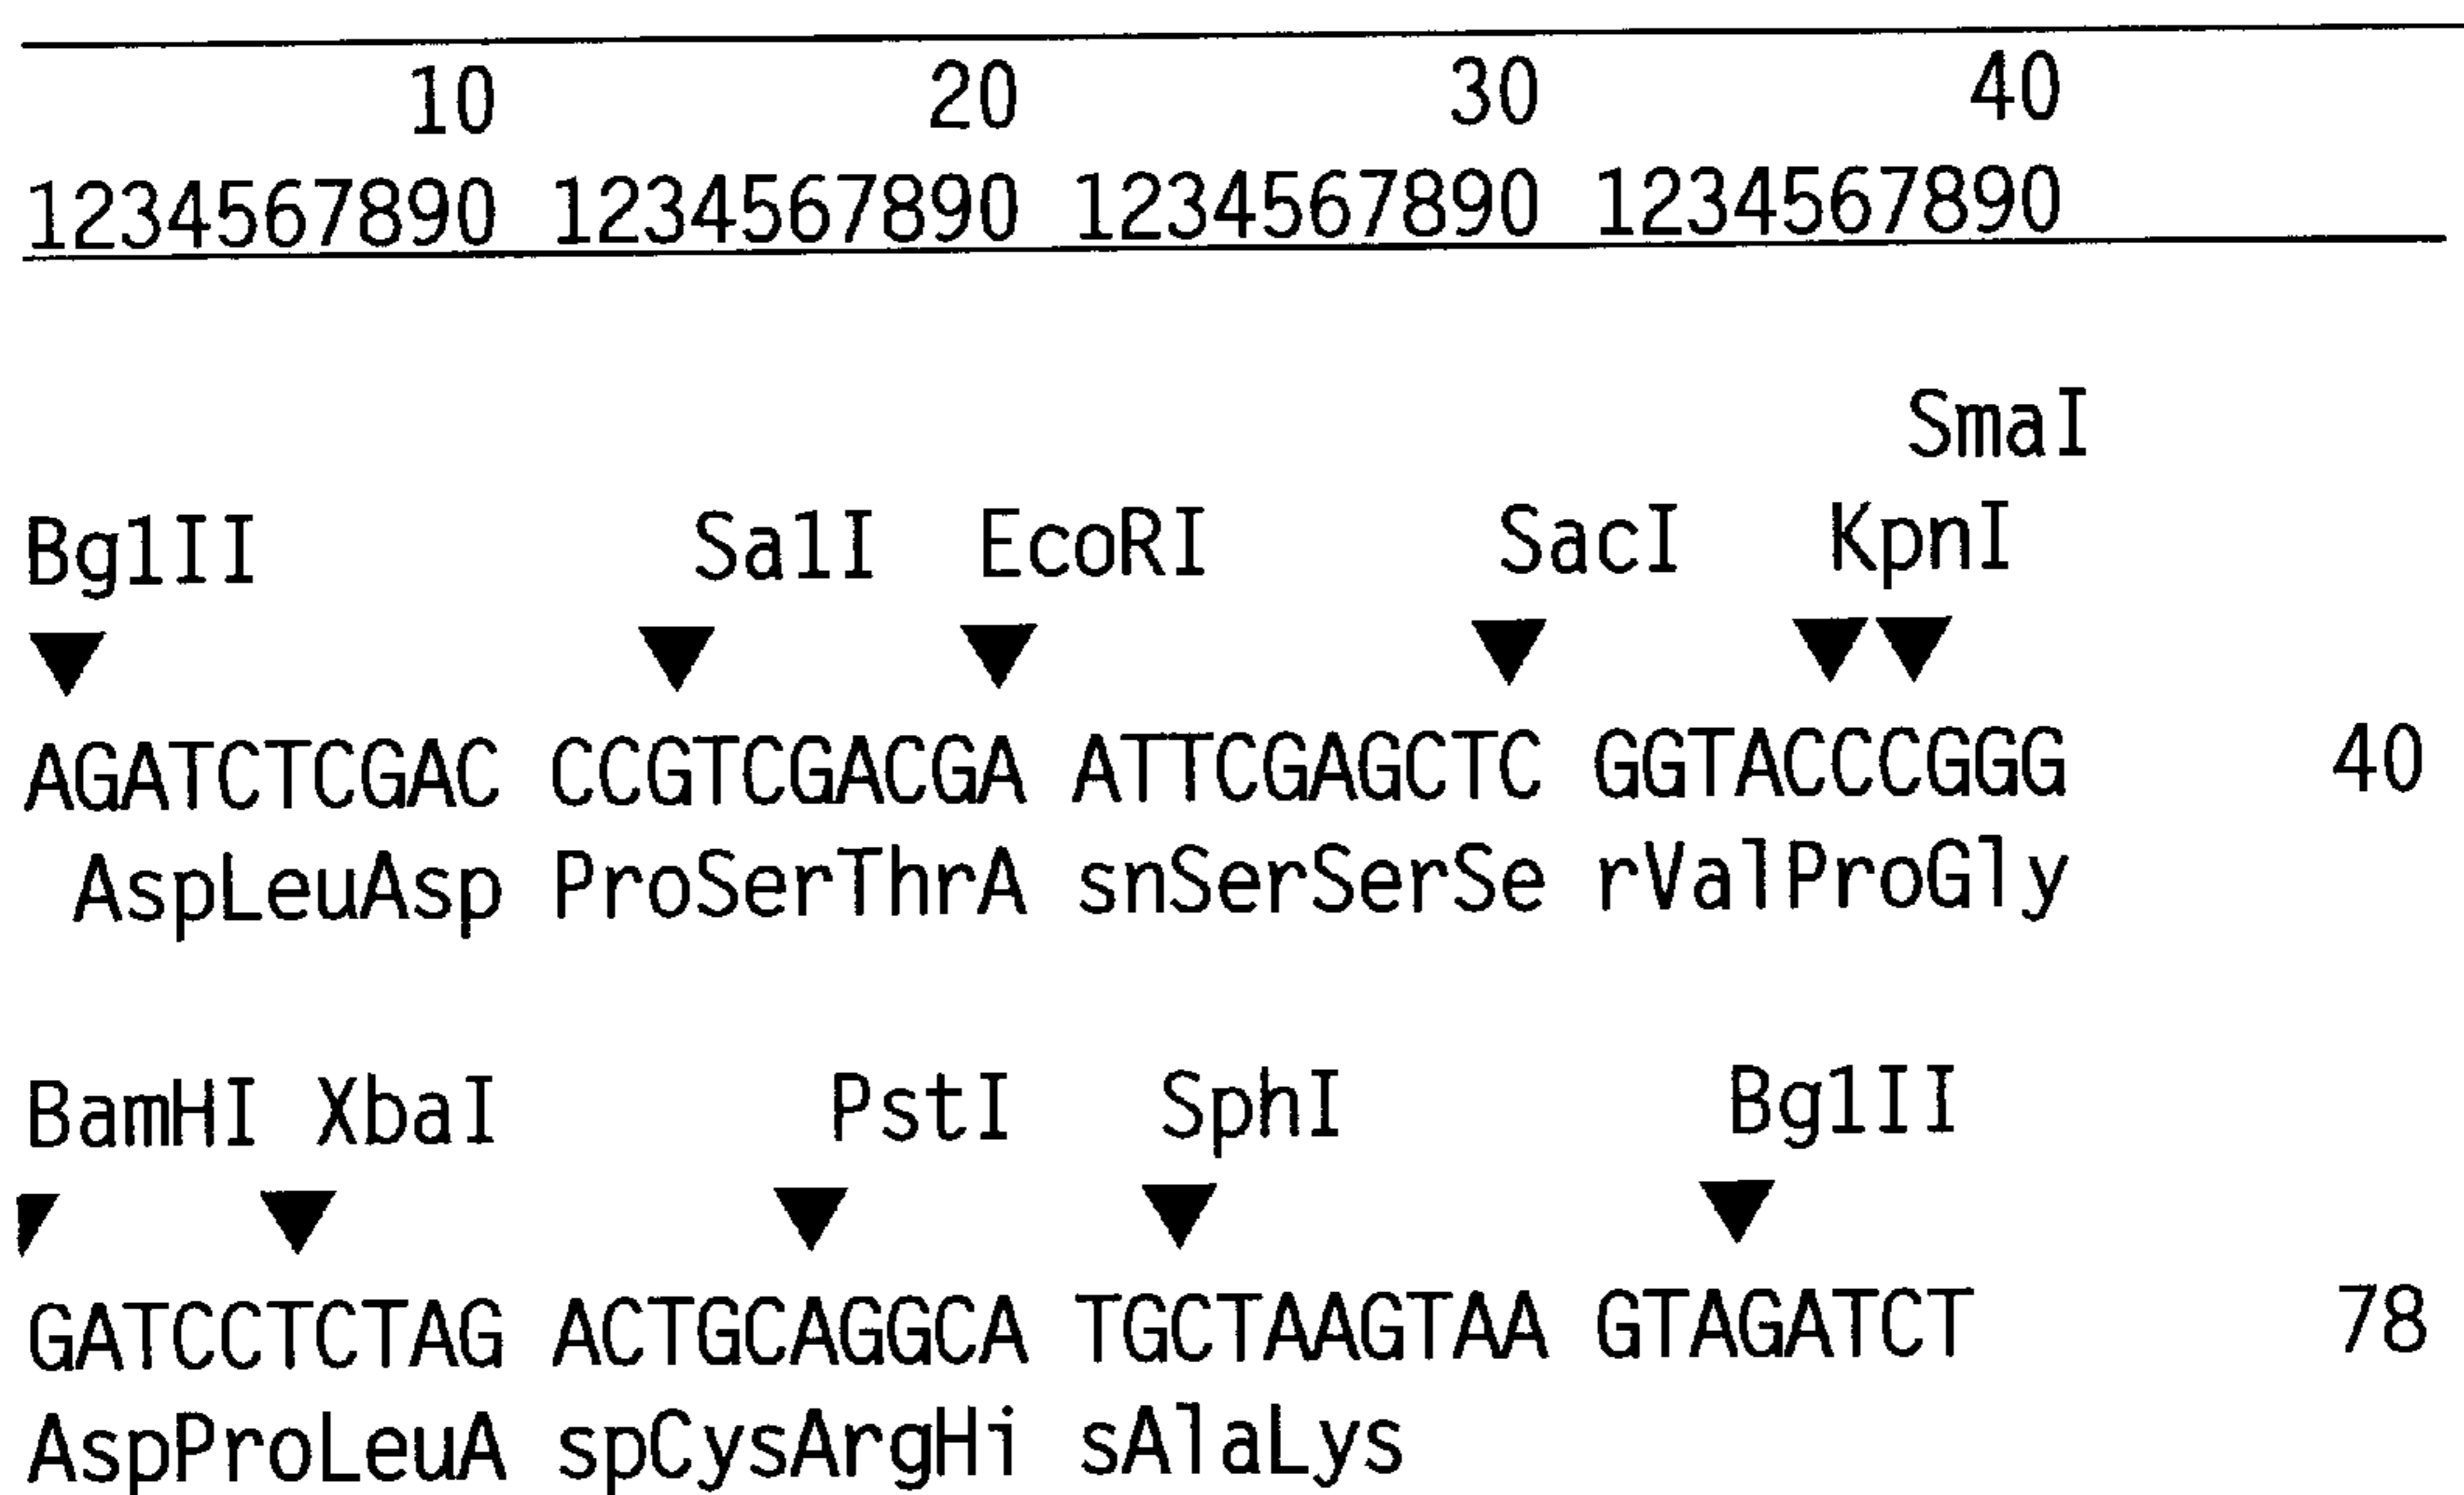 10 20 30 40
1234567890 1234567890 1234567890 1234567890
SmaI
BglII SalI EcoRI SacI KpnI
AGATCTCGAC CCGTCGACGA ATTCGAGCTC GGTACCCGGG 40
AspLeuAsp ProSerThrA snSerSerSe rValProGly
BamHI XbaI PstI SphI BglII
GATCCTCTAG ACTGCAGGCA TGCTAAGTAA GTAGATCT 78
AspProLeuA spCysArgHi sAlaLys